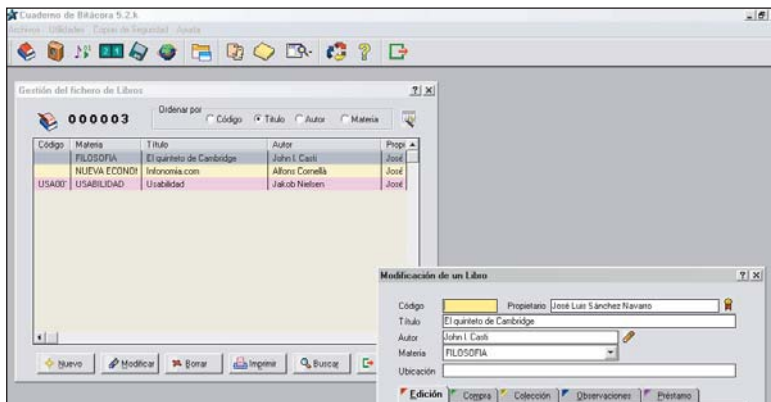 Cuaderno de Bitácora 5.2.k
Archivos Utilidades Copias de Seguridad Ayuda
Gestión del fichero de Libros
000003
Ordenar por
Código Título Autor Materia
Código Materia Título Autor Propi
FILOSOFIA El quinteto de Cambridge John L Casti José
NUEVA ECONOI Infonomia.com Alfons Cornellà José
USA00' USABILIDAD Usabilidad Jakob Nielsen José
Nuevo Modificar Borrar Imprimir Buscar
Modificación de un Libro
Código Propietario José Luis Sánchez Navarro
Título El quinteto de Cambridge
Autor John L Casti
Materia FILOSOFIA
Ubicación
Edición Compra Colección Observaciones Préstamo